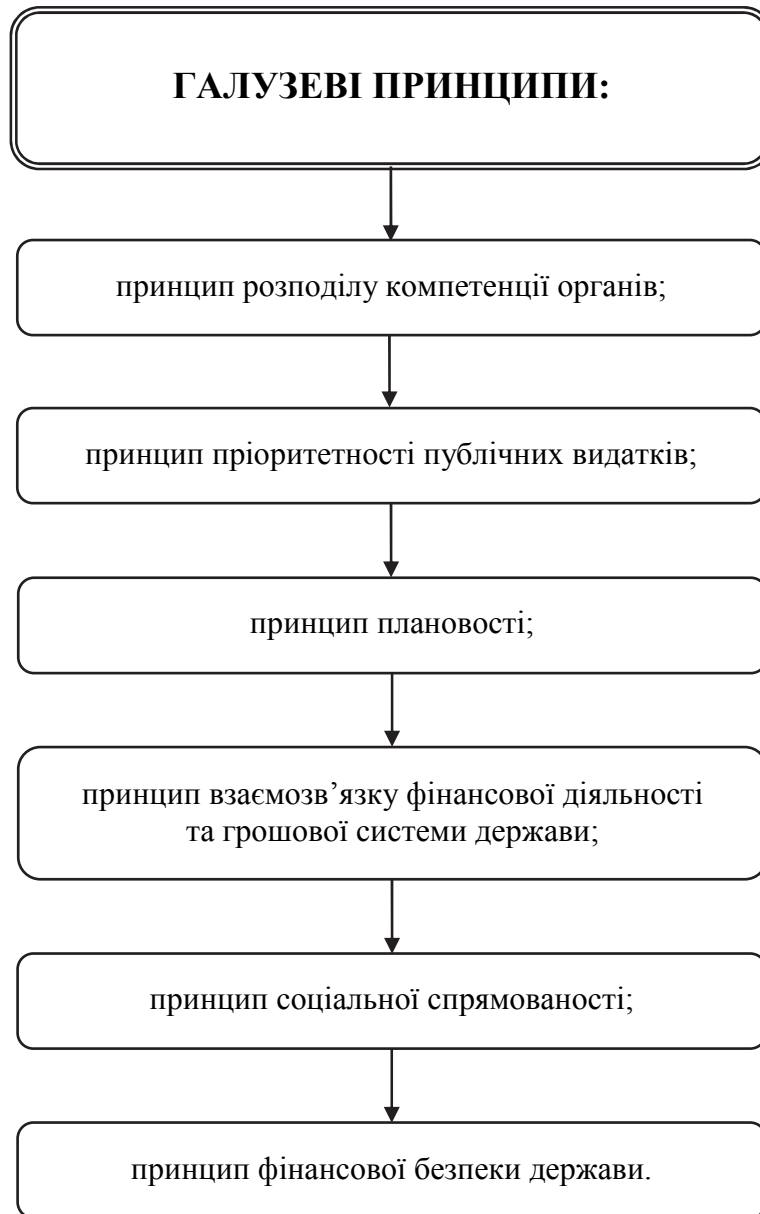 ГАЛУЗЕВІ ПРИНЦИПИ:
принцип розподілу компетенції органів;
принцип пріоритетності публічних видатків;
принцип плановості;
принцип взаємозв’язку фінансової діяльності
та грошової системи держави;
принцип соціальної спрямованості;
принцип фінансової безпеки держави.